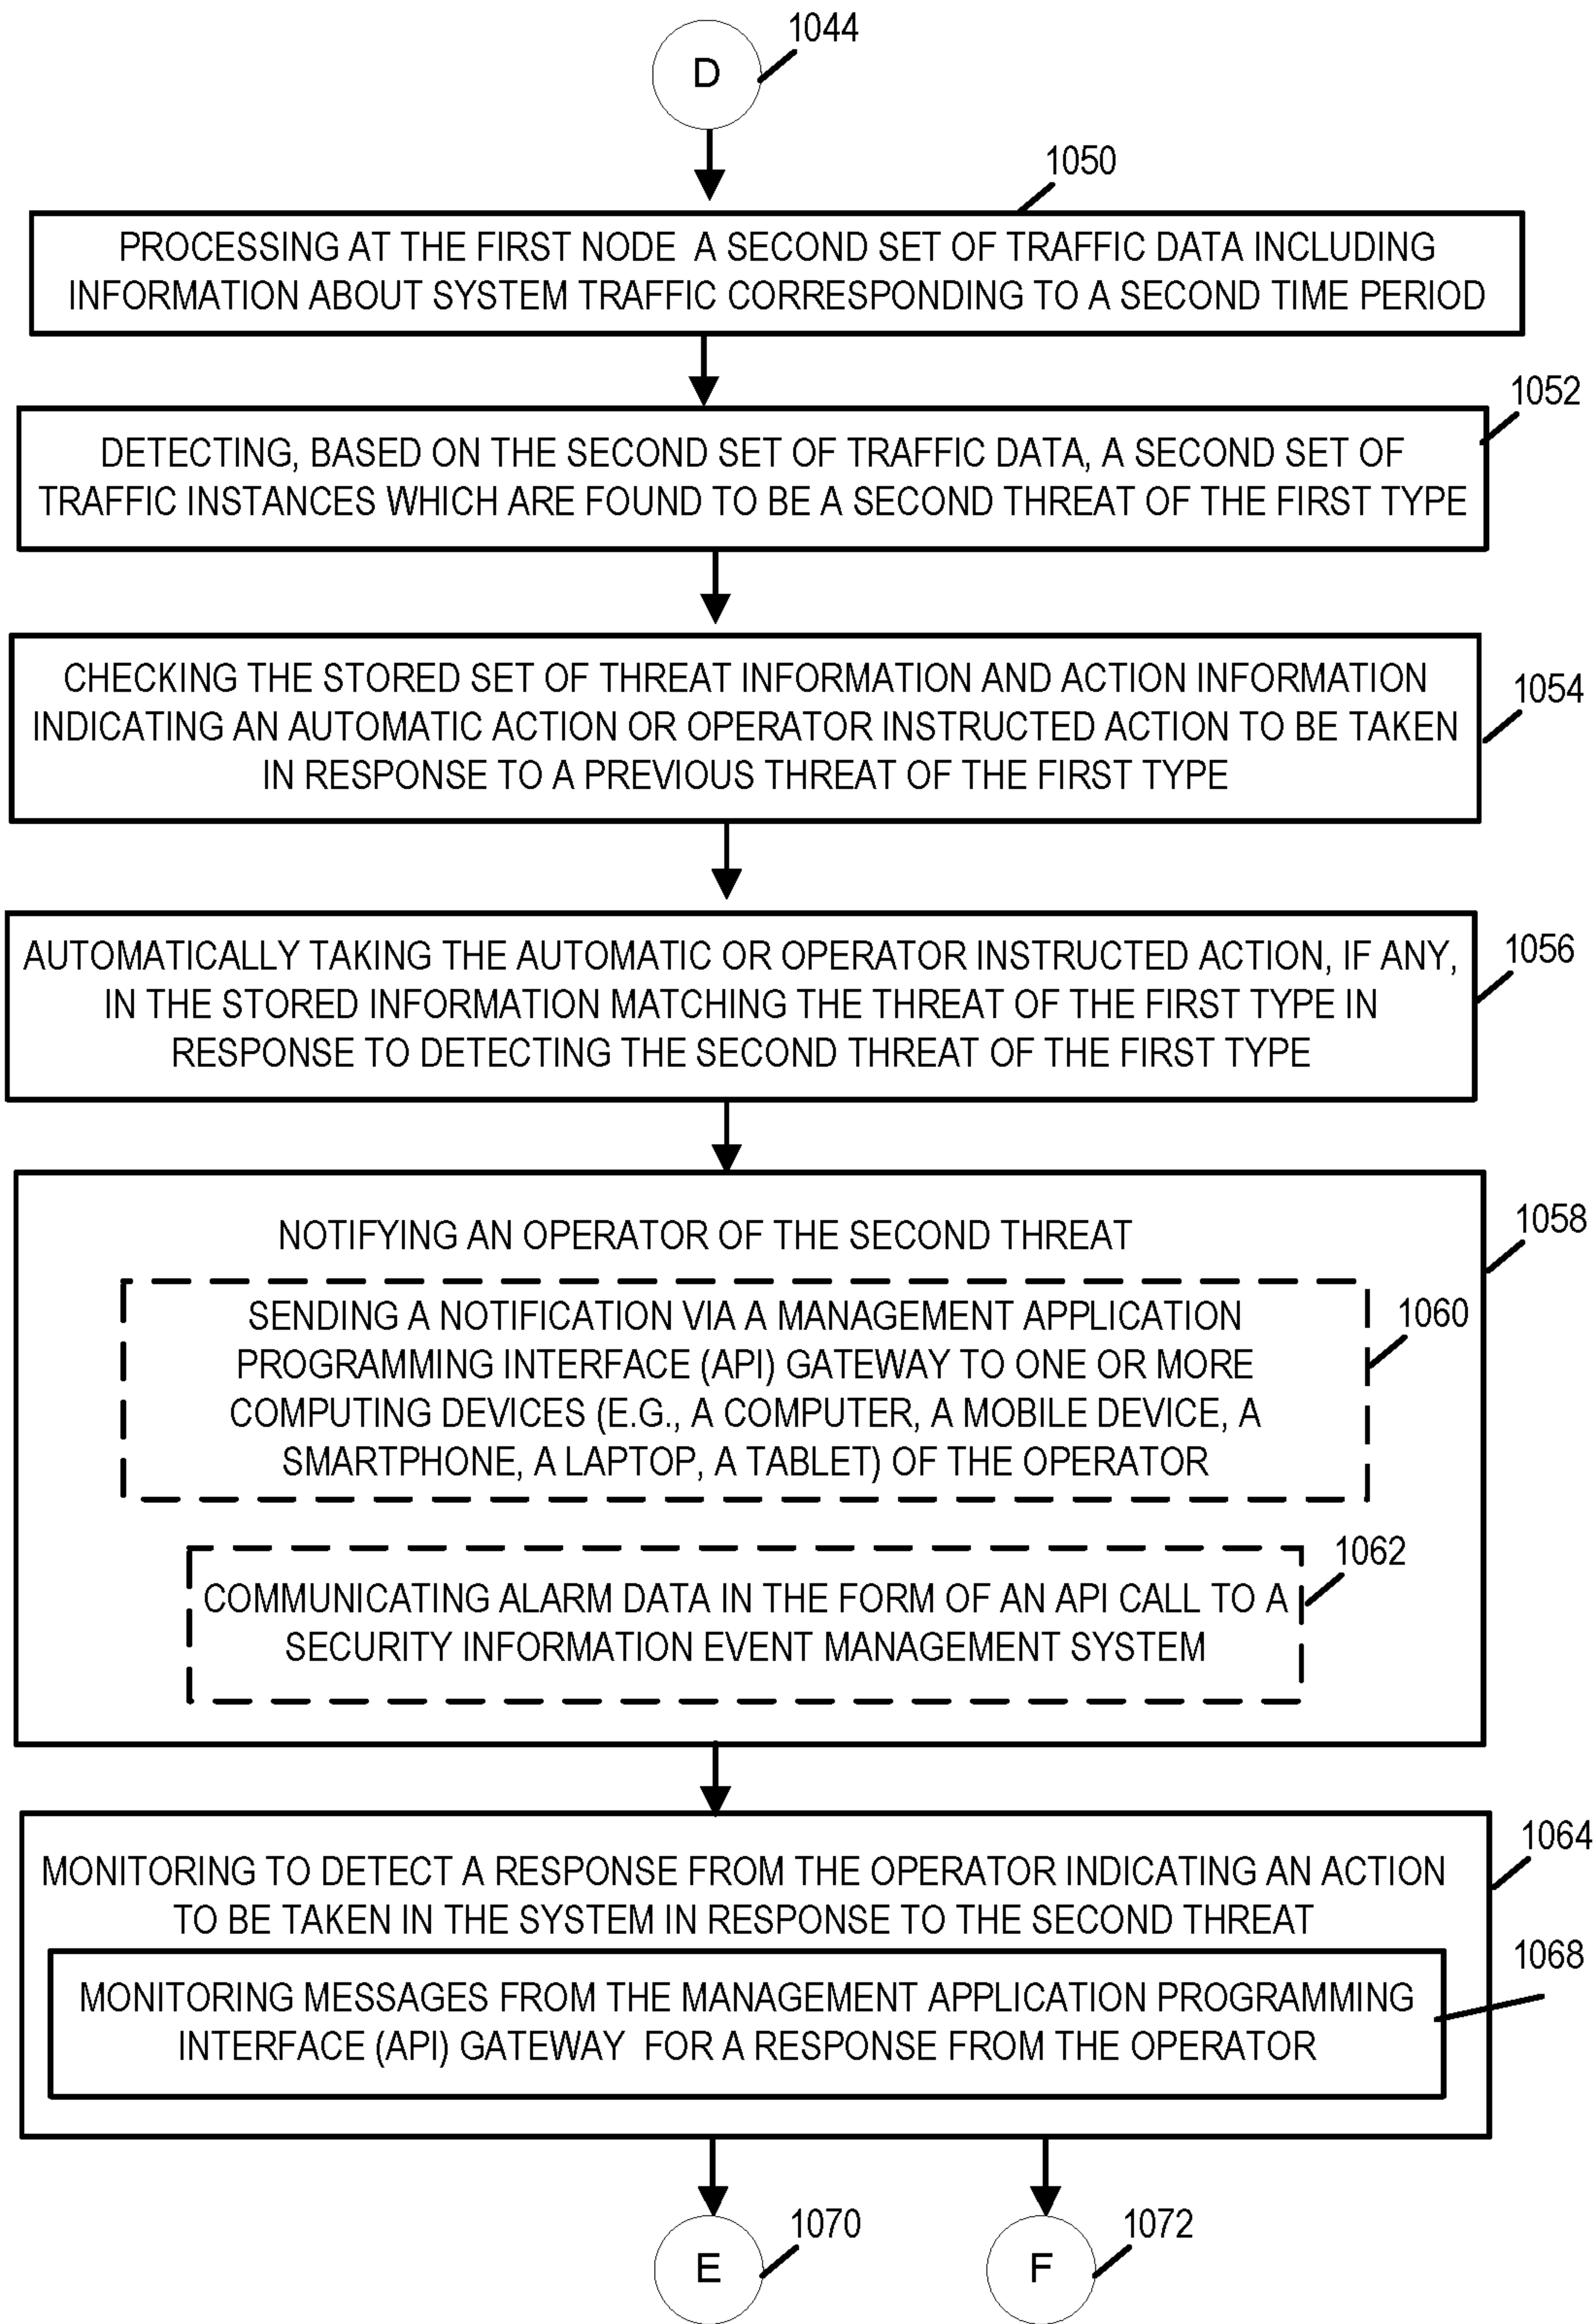 1044
D
1050
PROCESSING AT THE FIRST NODE A SECOND SET OF TRAFFIC DATA INCLUDING
INFORMATION ABOUT SYSTEM TRAFFIC CORRESPONDING TO A SECOND TIME PERIOD
1052
DETECTING, BASED ON THE SECOND SET OF TRAFFIC DATA, A SECOND SET OF
TRAFFIC INSTANCES WHICH ARE FOUND TO BE A SECOND THREAT OF THE FIRST TYPE
CHECKING THE STORED SET OF THREAT INFORMATION AND ACTION INFORMATION
1054
INDICATING AN AUTOMATIC ACTION OR OPERATOR INSTRUCTED ACTION TO BE TAKEN
IN RESPONSE TO A PREVIOUS THREAT OF THE FIRST TYPE
1056
AUTOMATICALLY TAKING THE AUTOMATIC OR OPERATOR INSTRUCTED ACTION, IF ANY,
IN THE STORED INFORMATION MATCHING THE THREAT OF THE FIRST TYPE IN
RESPONSE TO DETECTING THE SECOND THREAT OF THE FIRST TYPE
1058
NOTIFYING AN OPERATOR OF THE SECOND THREAT
1060
SENDING A NOTIFICATION VIA A MANAGEMENT APPLICATION
PROGRAMMING INTERFACE (API) GATEWAY TO ONE OR MORE
COMPUTING DEVICES (E.G., A COMPUTER, A MOBILE DEVICE, A
SMARTPHONE, A LAPTOP, A TABLET) OF THE OPERATOR
1062
COMMUNICATING ALARM DATA IN THE FORM OF AN API CALL TO A
SECURITY INFORMATION EVENT MANAGEMENT SYSTEM
1064
MONITORING TO DETECT A RESPONSE FROM THE OPERATOR INDICATING AN ACTION
TO BE TAKEN IN THE SYSTEM IN RESPONSE TO THE SECOND THREAT
1068
MONITORING MESSAGES FROM THE MANAGEMENT APPLICATION PROGRAMMING
INTERFACE (API) GATEWAY FOR A RESPONSE FROM THE OPERATOR
1070
E
1072
F